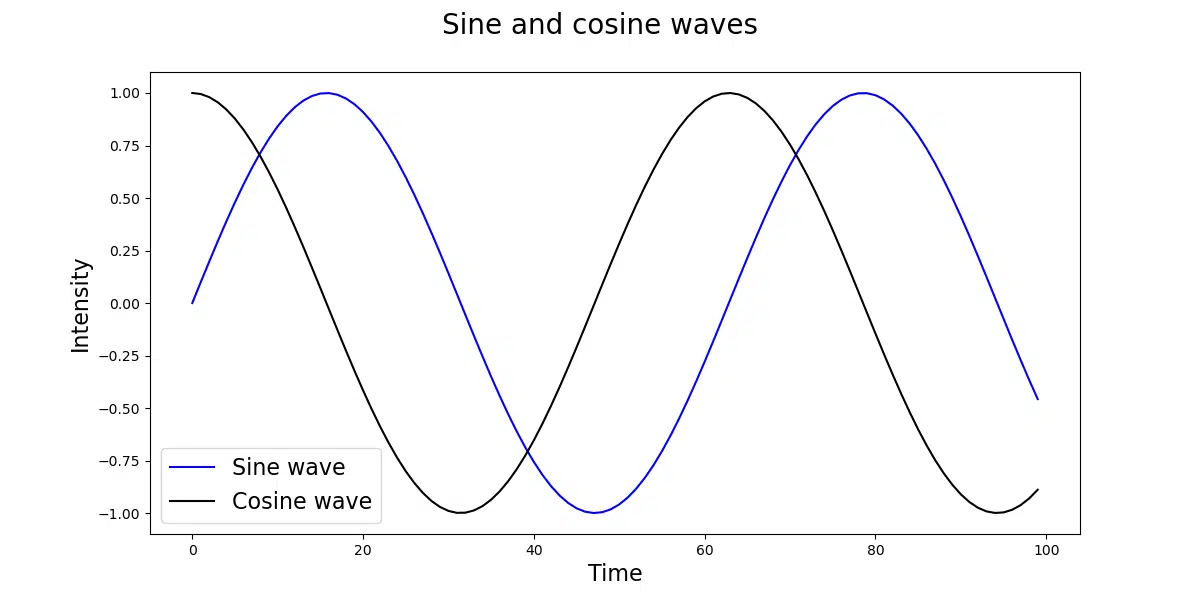 Sine and cosine waves
Intensity
1.00
0.75
0.50
0.25
0.00
−0.25
−0.50
−0.75
−1.00
Sine wave
Cosine wave
0 20 40 60 80 100
Time